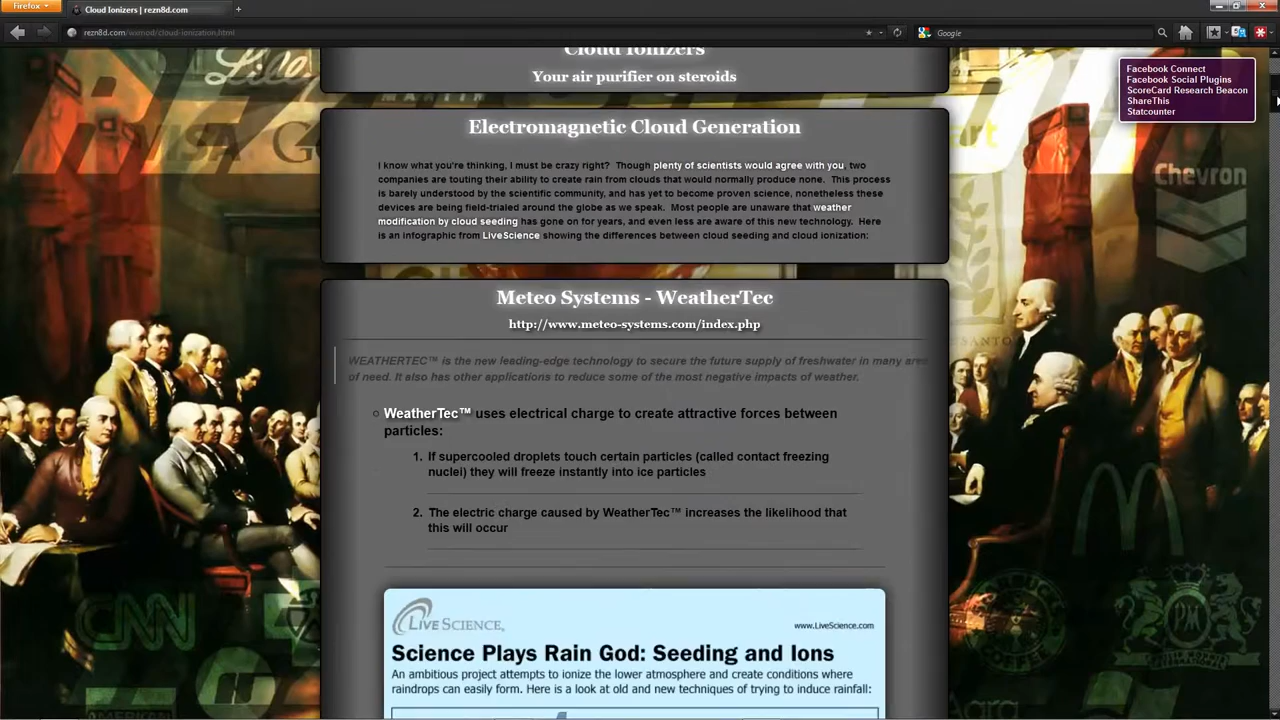 Firefox
Cloud Ionizers | rezn8d.com
rezn8d.com/wxmod/cloud-ionization.html
Google
Cloud Ionizers
Your air purifier on steroids
Facebook Connect
Facebook Social Plugins
ScoreCard Research Beacon
ShareThis
Statcounter
MARTIN
VISA
Chevron
Electromagnetic Cloud Generation
I know what you're thinking, I must be crazy right? Though plenty of scientists would agree with you, two
companies are touting their ability to create rain from clouds that would normally produce none. This process
is barely understood by the scientific community, and has yet to become proven science, nonetheless these
devices are being field-trialed around the globe as we speak. Most people are unaware that weather
modification by cloud seeding has gone on for years, and even less are aware of this new technology. Here
is an infographic from LiveScience showing the differences between cloud seeding and cloud ionization:
Meteo Systems - WeatherTec
http://www.meteo-systems.com/index.php
WEATHERTEC™ is the new leading-edge technology to secure the future supply of freshwater in many area
of need. It also has other applications to reduce some of the most negative impacts of weather.
WeatherTec™ uses electrical charge to create attractive forces between
particles:
1. If supercooled droplets touch certain particles (called contact freezing
nuclei) they will freeze instantly into ice particles
2. The electric charge caused by WeatherTec™ increases the likelihood that
this will occur
CNN
COFFEE
PM
AMERICAN
LIVESCIENCE
www.LiveScience.com
Science Plays Rain God: Seeding and Ions
An ambitious project attempts to ionize the lower atmosphere and create conditions where
raindrops can easily form. Here is a look at old and new techniques of trying to induce rainfall: